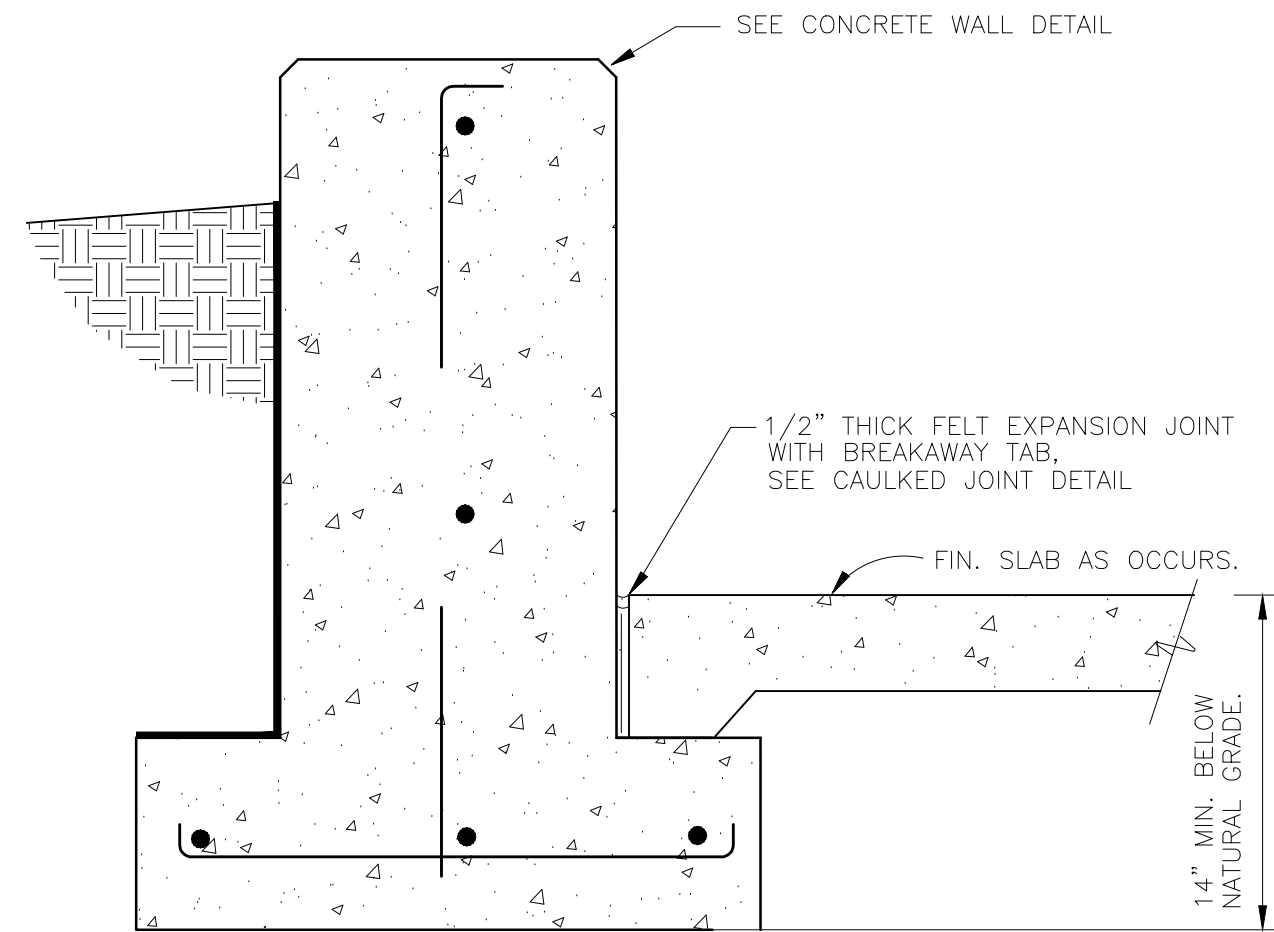 SEE CONCRETE WALL DETAIL
1/2” THICK FELT EXPANSION JOINT
WITH BREAKAWAY TAB,
SEE CAULKED JOINT DETAIL
FIN. SLAB AS OCCURS.
14” MIN. BELOW
NATURAL GRADE.